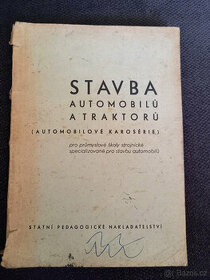 STAVBA
AUTOMOBILŮ
A TRAKTORŮ
(AUTOMOBILOVÉ KAROSÉRIE)
pro průmyslové školy strojnické
specializované pro stavbu automobilů
STÁTNÍ PEDAGOGICKÉ NAKLADATELSTVÍ